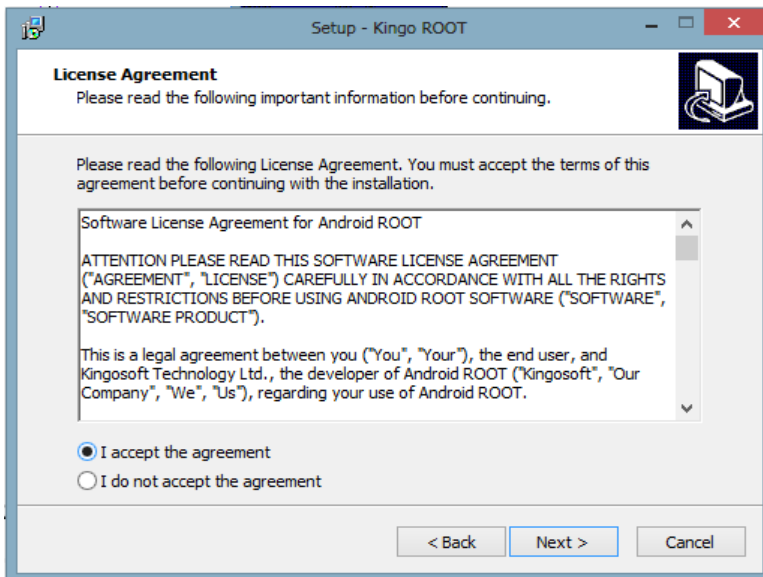 Setup - Kingo ROOT
License Agreement
Please read the following important information before continuing.
Please read the following License Agreement. You must accept the terms of this
agreement before continuing with the installation.
Software License Agreement for Android ROOT
ATTENTION PLEASE READ THIS SOFTWARE LICENSE AGREEMENT
("AGREEMENT", "LICENSE") CAREFULLY IN ACCORDANCE WITH ALL THE RIGHTS
AND RESTRICTIONS BEFORE USING ANDROID ROOT SOFTWARE ("SOFTWARE",
"SOFTWARE PRODUCT").
This is a legal agreement between you ("You", "Your"), the end user, and
Kingosoft Technology Ltd., the developer of Android ROOT ("Kingosoft", "Our
Company", "We", "Us"), regarding your use of Android ROOT.
I accept the agreement
I do not accept the agreement
< Back
Next >
Cancel